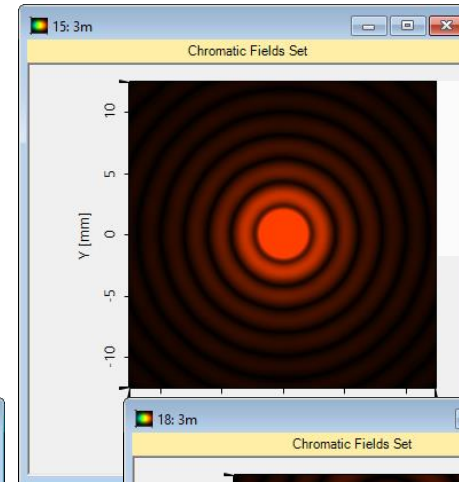 15: 3m
Chromatic Fields Set
10
5
Y [mm]
0
-5
-10
18: 3m
Chromatic Fields Set